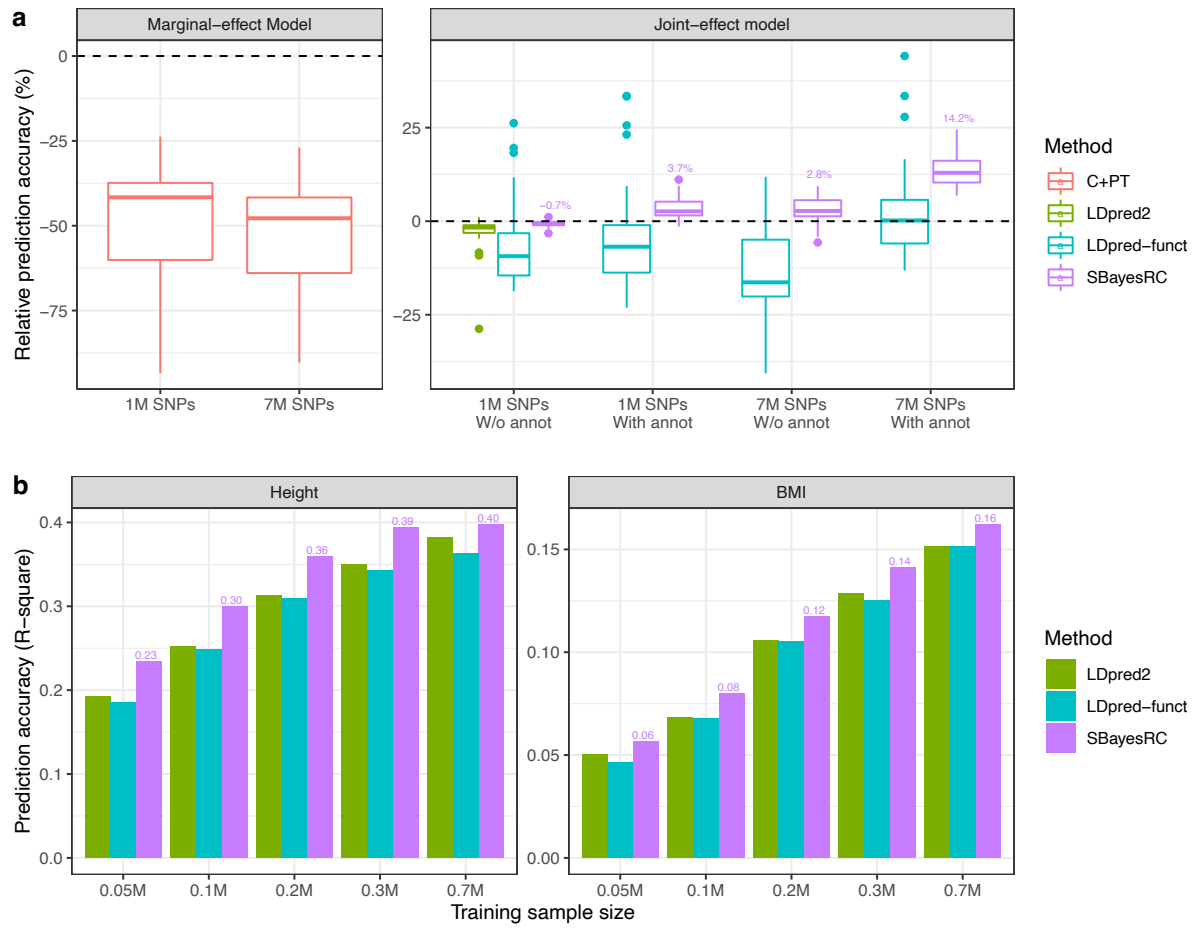 a
Marginal−effect Model
Joint−effect model
Relative prediction accuracy (%)
0
−25
−50
−75
25
0
−25
−0.7%
3.7%
2.8%
14.2%
1M SNPs
7M SNPs
1M SNPs
W/o annot
1M SNPs
With annot
7M SNPs
W/o annot
7M SNPs
With annot
Method
a C+PT
a LDpred2
a LDpred−funct
a SBayesRC
b
Height
BMI
Prediction accuracy (R−square)
0.4
0.3
0.2
0.1
0.0
0.23
0.30
0.36
0.39
0.40
0.15
0.10
0.05
0.00
0.06
0.08
0.12
0.14
0.16
0.05M
0.1M
0.2M
0.3M
0.7M
0.05M
0.1M
0.2M
0.3M
0.7M
Training sample size
Method
LDpred2
LDpred−funct
SBayesRC